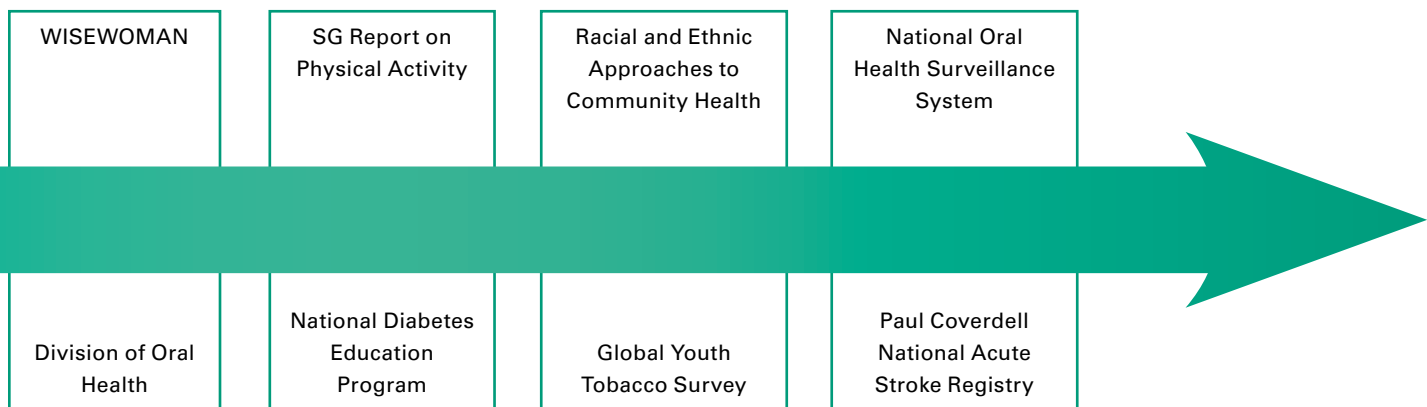 WISEWOMAN
SG Report on
Physical Activity
Racial and Ethnic
Approaches to
Community Health
National Oral
Health Surveillance
System
Division of Oral
Health
National Diabetes
Education
Program
Global Youth
Tobacco Survey
Paul Coverdell
National Acute
Stroke Registry